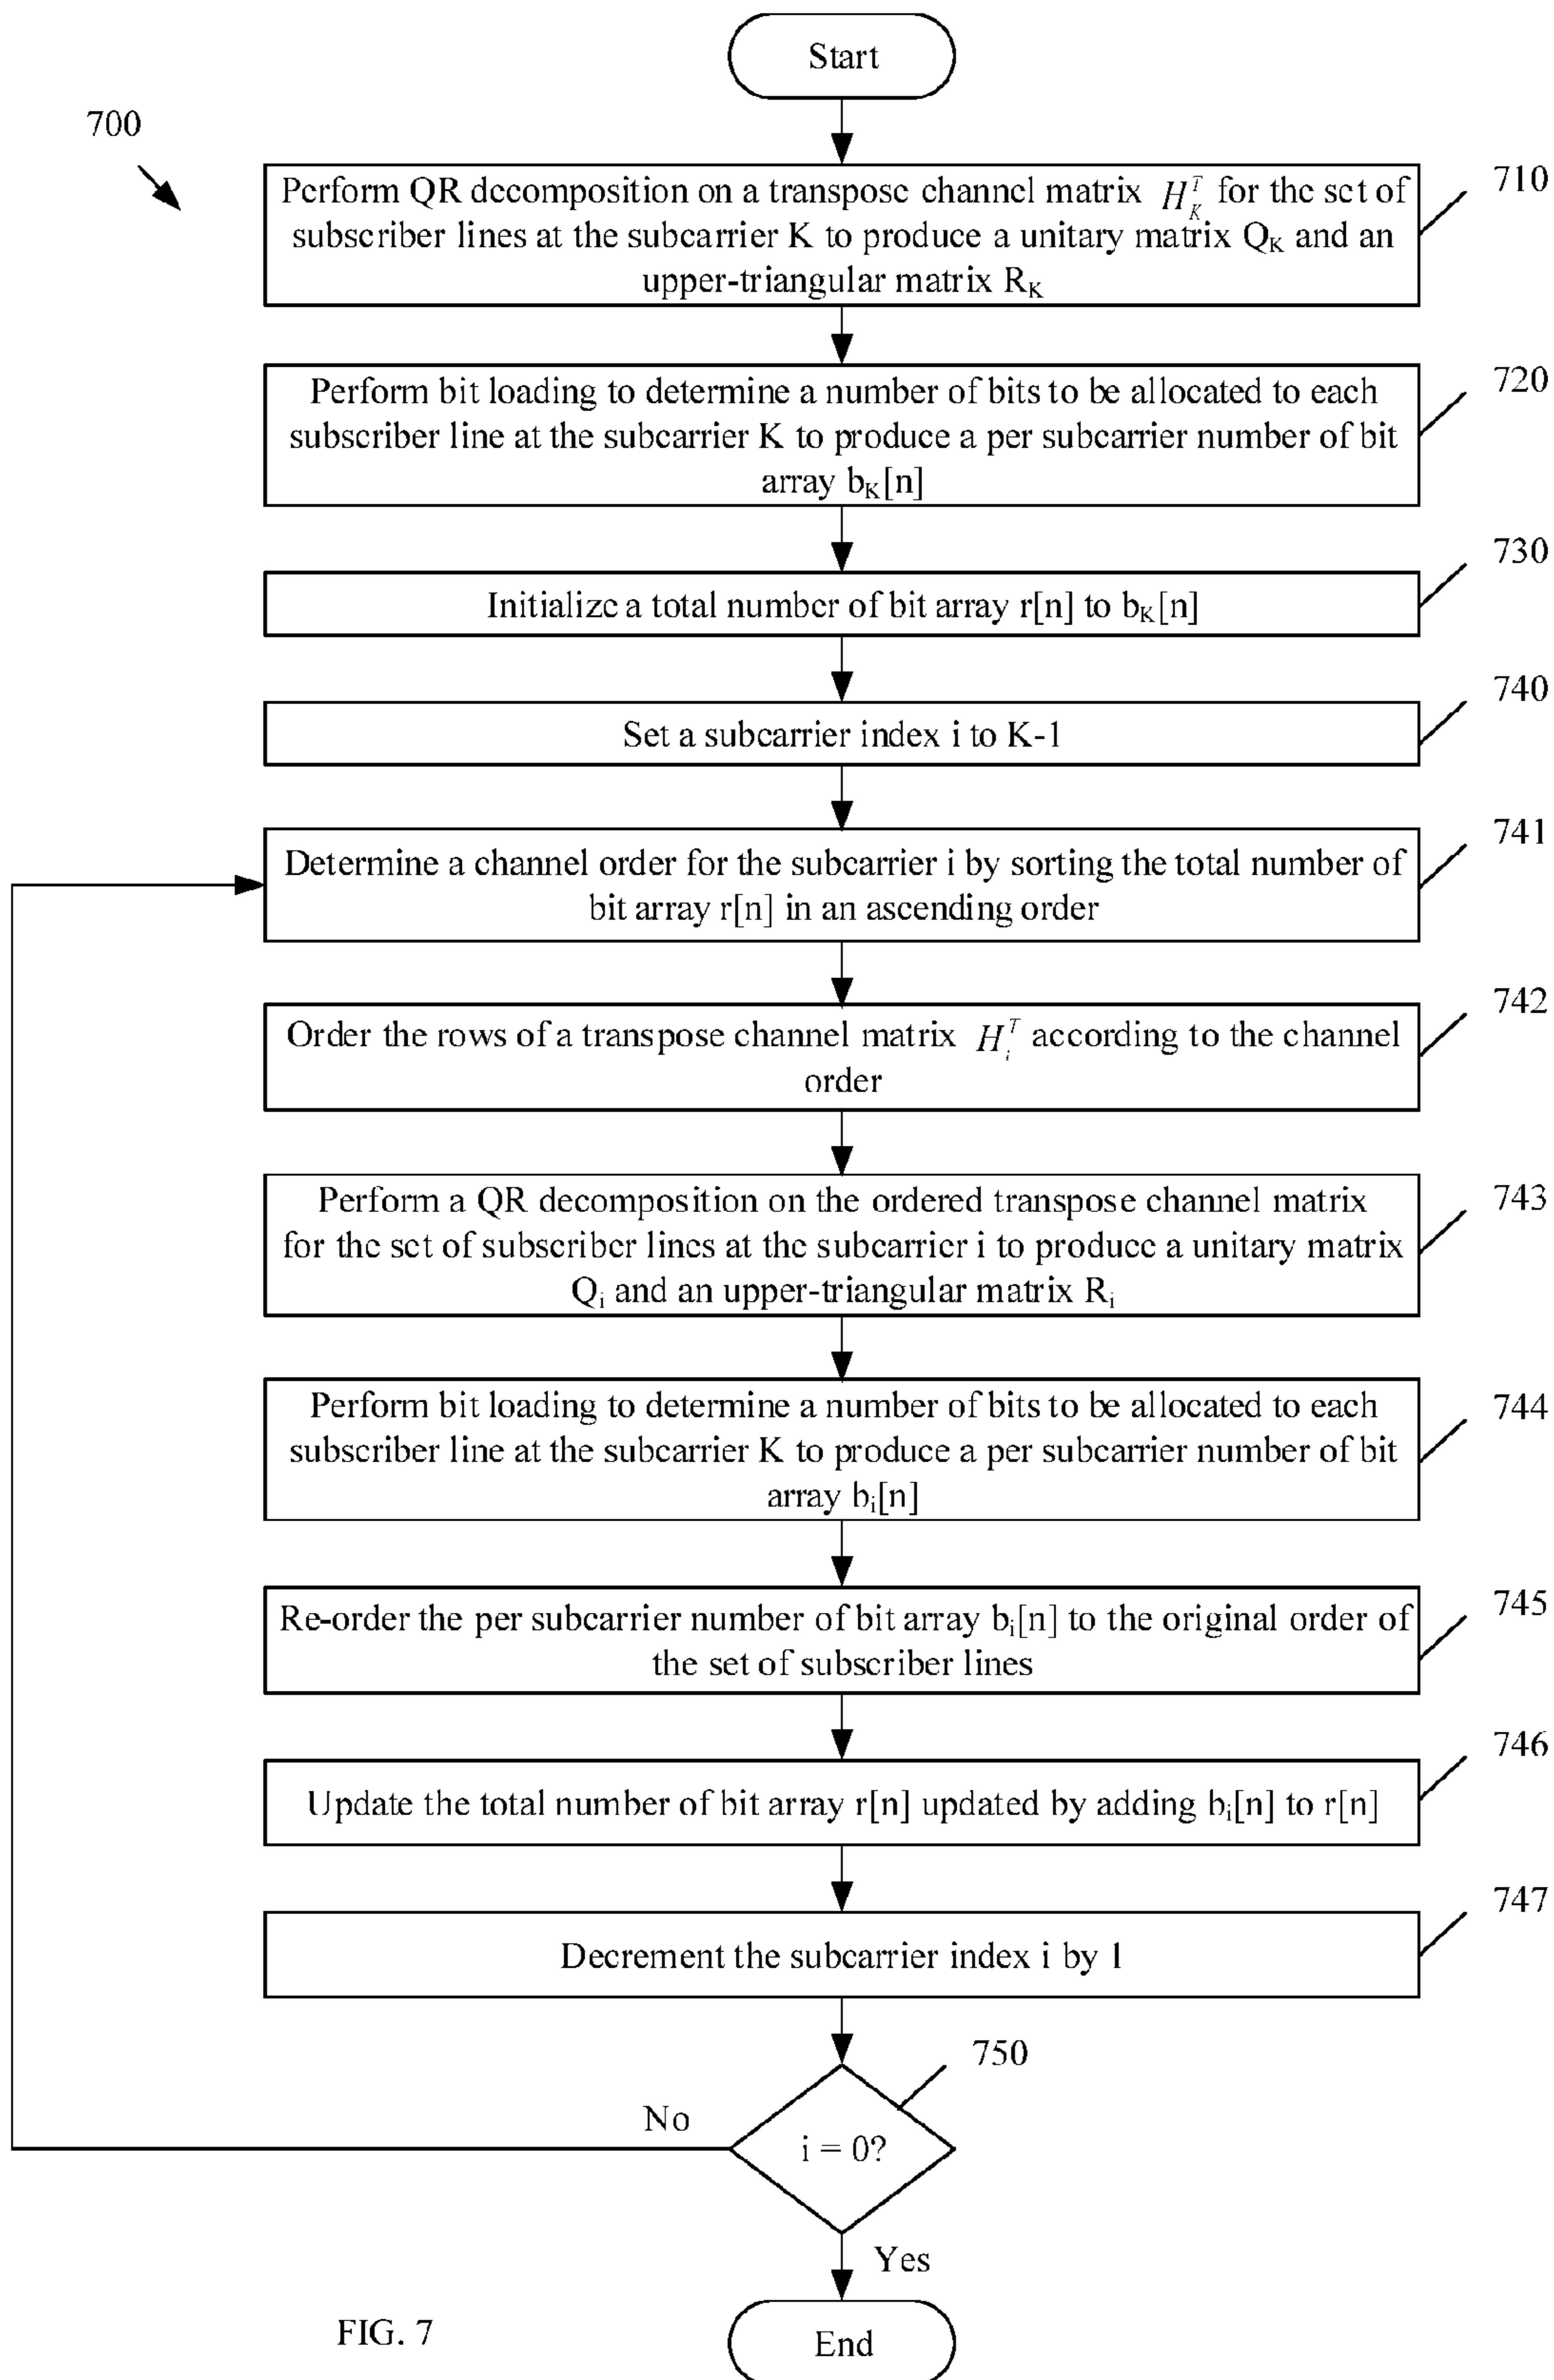 Start
700
710
Perform QR decomposition on a transpose channel matrix H_K^T for the set of
subscriber lines at the subcarrier K to produce a unitary matrix Q_K and an
upper-triangular matrix R_K
720
Perform bit loading to determine a number of bits to be allocated to each
subscriber line at the subcarrier K to produce a per subcarrier number of bit
array b_K[n]
730
Initialize a total number of bit array r[n] to b_K[n]
740
Set a subcarrier index i to K-1
741
Determine a channel order for the subcarrier i by sorting the total number of
bit array r[n] in an ascending order
742
Order the rows of a transpose channel matrix H_i^T according to the channel
order
743
Perform a QR decomposition on the ordered transpose channel matrix
for the set of subscriber lines at the subcarrier i to produce a unitary matrix
Q_i and an upper-triangular matrix R_i
744
Perform bit loading to determine a number of bits to be allocated to each
subscriber line at the subcarrier K to produce a per subcarrier number of bit
array b_i[n]
745
Re-order the per subcarrier number of bit array b_i[n] to the original order of
the set of subscriber lines
746
Update the total number of bit array r[n] updated by adding b_i[n] to r[n]
747
Decrement the subcarrier index i by 1
750
No
i = 0?
Yes
FIG. 7
End